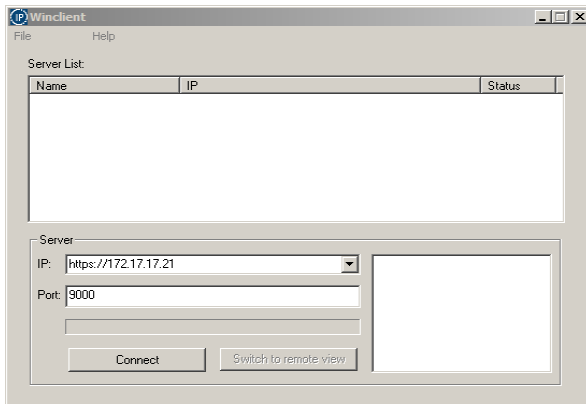 IP Winclient
File Help
Server List:
Name IP Status
Server
IP: https://172.17.17.21
Port: 9000
Connect Switch to remote view